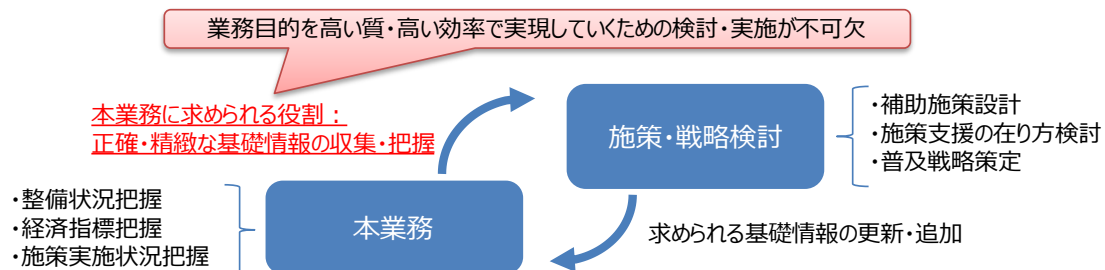 業務目的を高い質・高い効率で実現していくための検討・実施が不可欠
本業務に求められる役割：
正確・精緻な基礎情報の収集・把握
施策・戦略検討
・補助施策設計
・施策支援の在り方検討
・普及戦略策定
・整備状況把握
・経済指標把握
・施策実施状況把握
本業務
求められる基礎情報の更新・追加